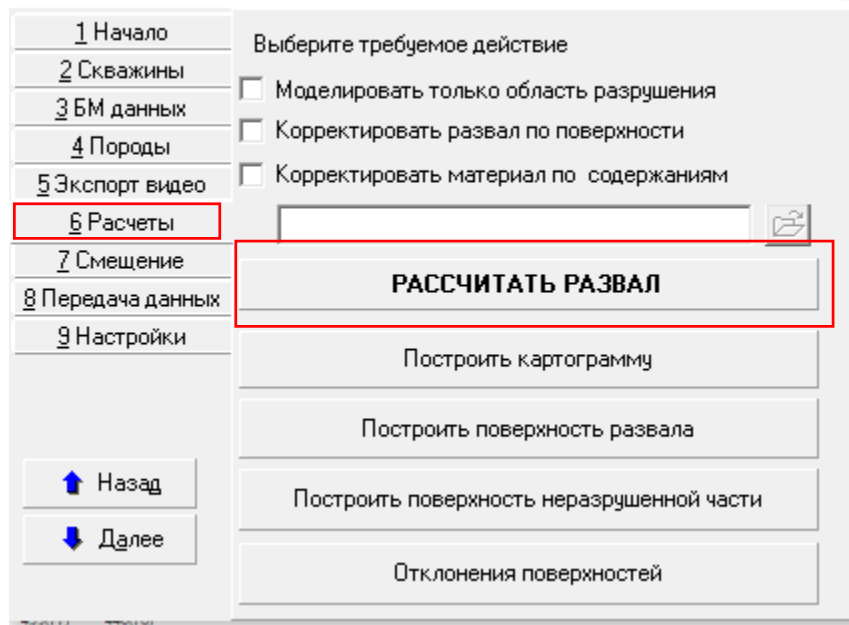 1 Начало
2 Скважины
3 БМ данных
4 Породы
5 Экспорт видео
6 Расчеты
7 Смещение
8 Передача данных
9 Настройки
Назад
Далее
Выберите требуемое действие
Моделировать только область разрушения
Корректировать развал по поверхности
Корректировать материал по содержаниям
РАССЧИТАТЬ РАЗВАЛ
Построить картограмму
Построить поверхность развала
Построить поверхность неразрушенной части
Отклонения поверхностей